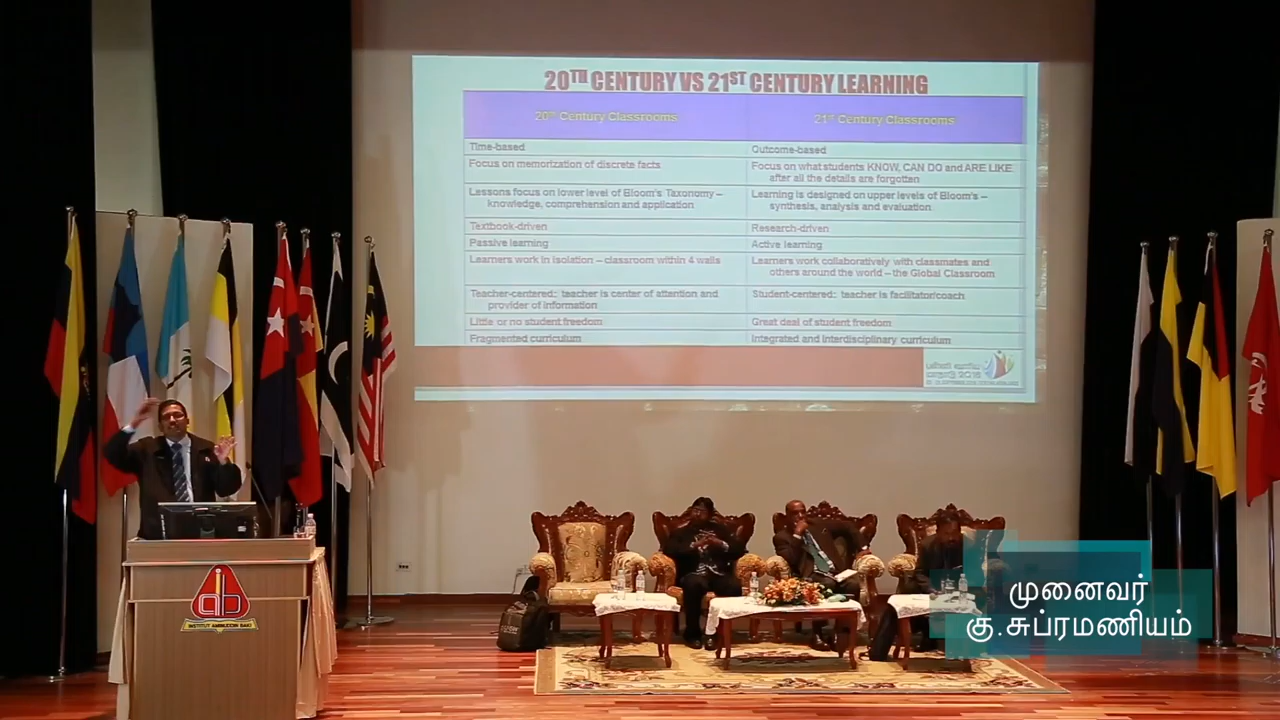 20TH CENTURY VS 21ST CENTURY LEARNING
20th Century Classrooms
21st Century Classrooms
Time-based
Outcome-based
Focus on memorization of discrete facts
Focus on what students KNOW, CAN DO and ARE LIKE
after all the details are forgotten
Lessons focus on lower level of Bloom's Taxonomy –
knowledge, comprehension and application
Learning is designed on upper levels of Bloom's –
synthesis, analysis and evaluation
Textbook-driven
Research-driven
Passive learning
Active learning
Learners work in isolation – classroom within 4 walls
Learners work collaboratively with classmates and
others around the world – the Global Classroom
Teacher-centered: teacher is center of attention and
provider of information
Student-centered: teacher is facilitator/coach
Little or no student freedom
Great deal of student freedom
Fragmented curriculum
Integrated and interdisciplinary curriculum
iab
INSTITUT AMINUDDIN BAKI
முனைவர்
கு.சுப்ரமணியம்